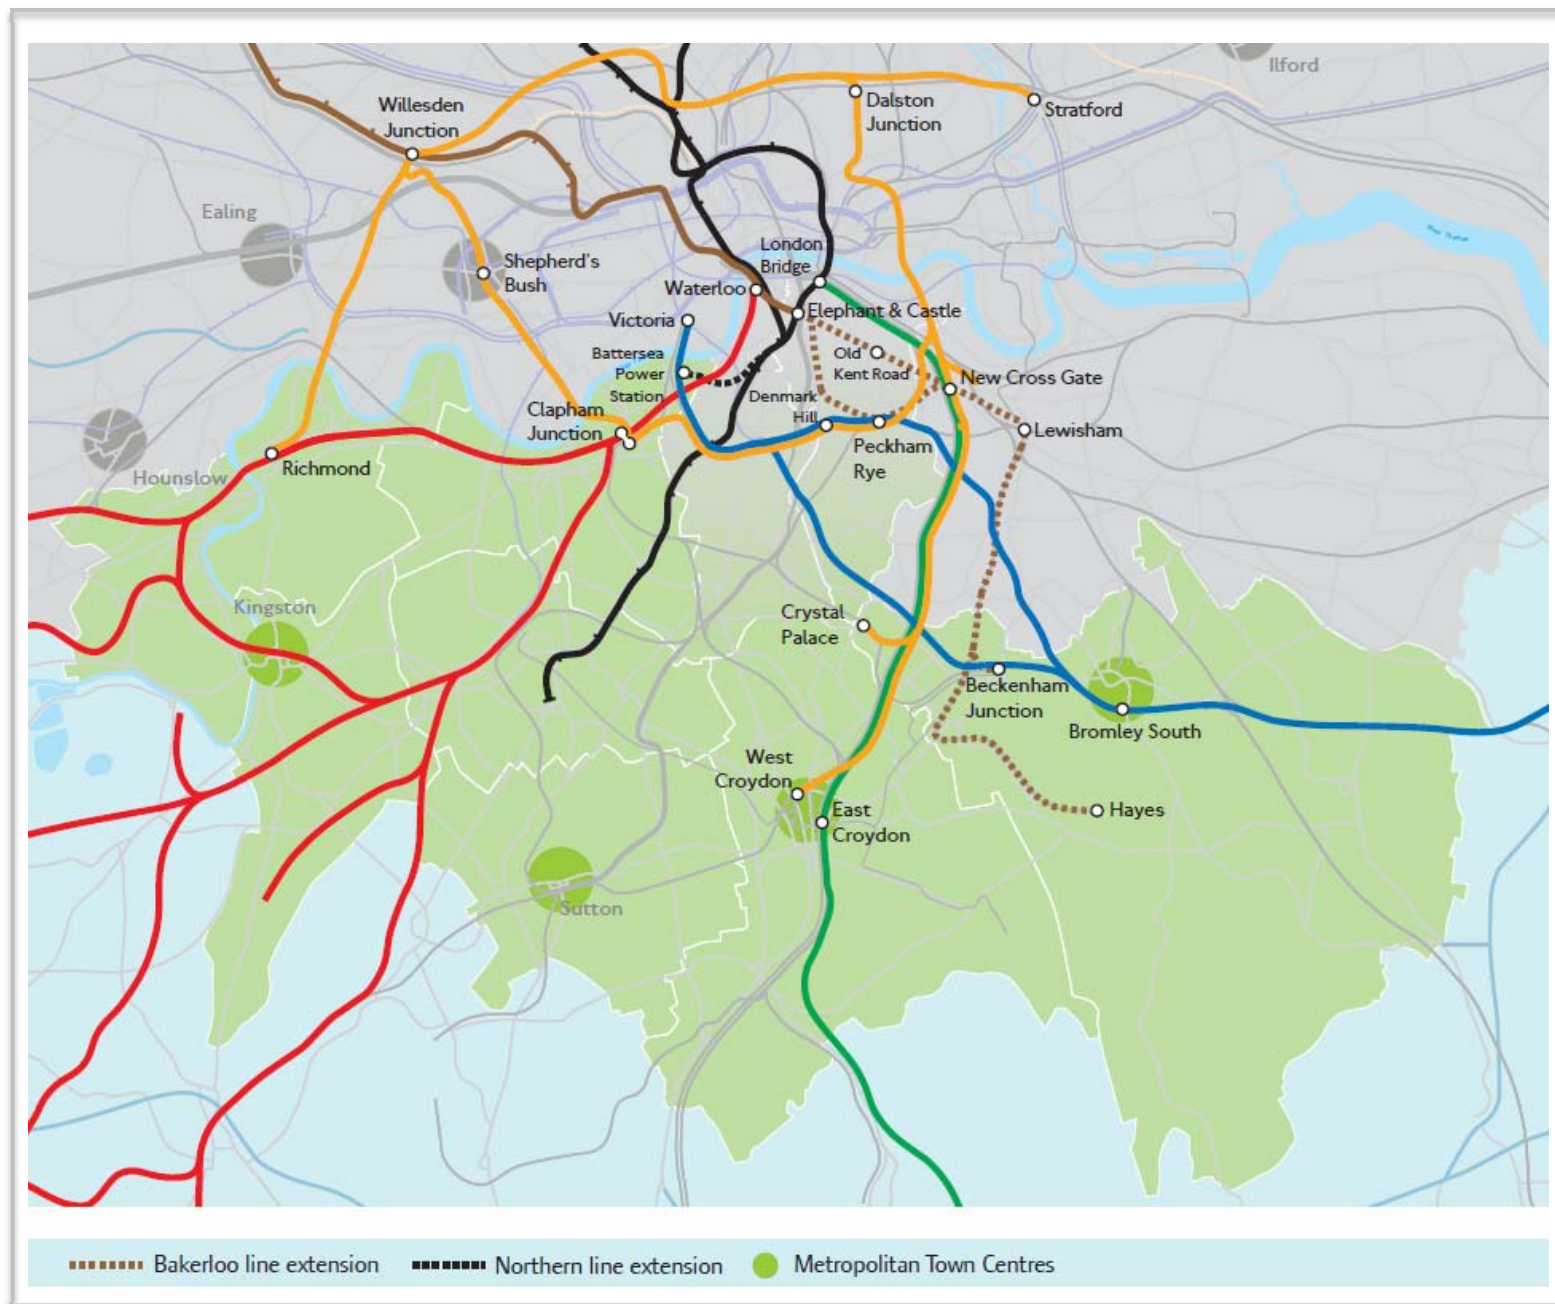 Ilford
Willesden
Junction
Dalston
Junction
Stratford
Ealing
London
Bridge
Shepherd's
Bush
Waterloo
Elephant & Castle
Victoria
Battersea
Power
Station
Old
Kent Road
New Cross Gate
Denmark
Hill
Clapham
Junction
Lewisham
Peckham
Rye
Richmond
Hounslow
Kingston
Crystal
Palace
Beckenham
Junction
Bromley South
West
Croydon
East
Croydon
Hayes
Sutton
Bakerloo line extension
Northern line extension
Metropolitan Town Centres